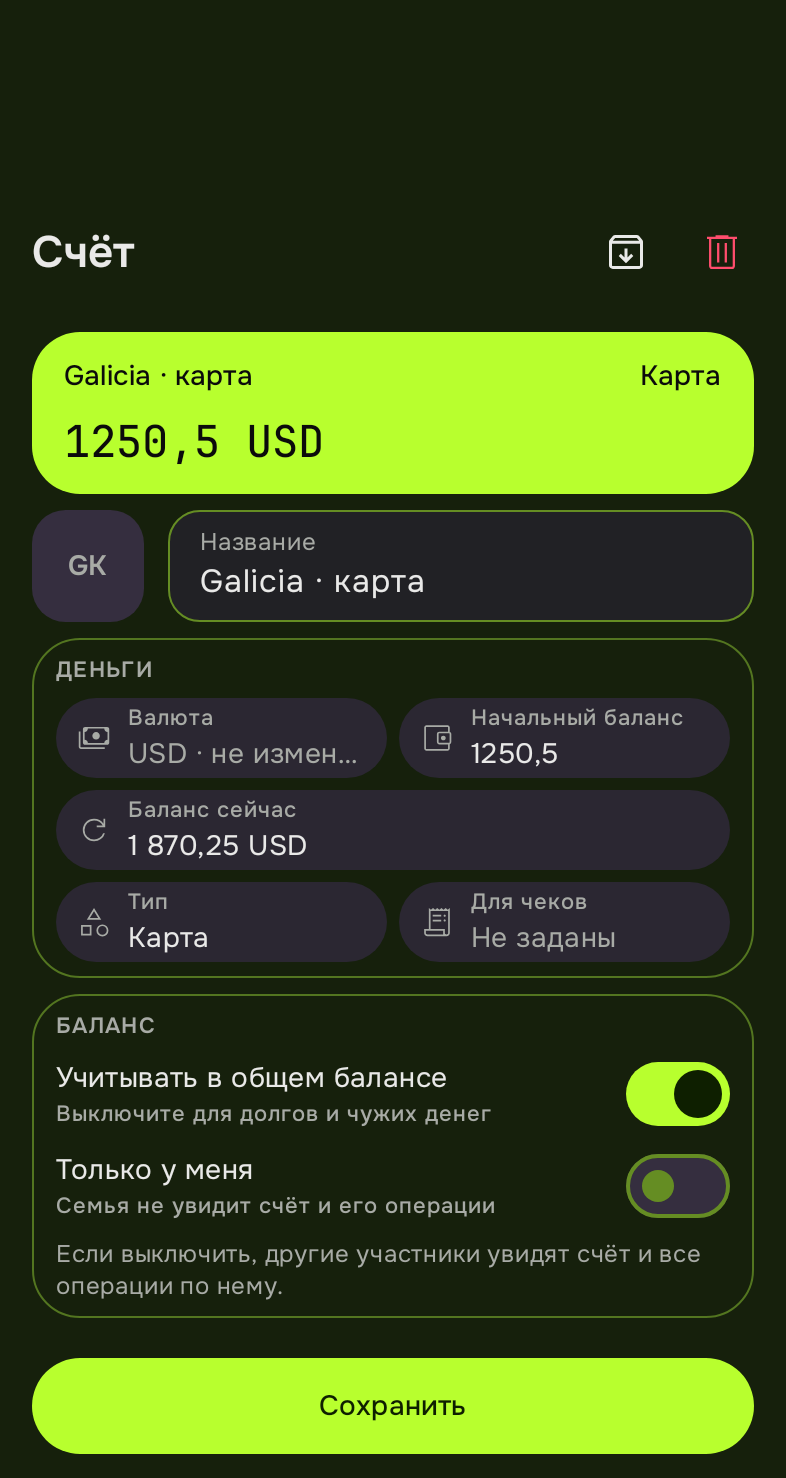 Счёт
Galicia · карта
Карта
1250,5 USD
GK
Название
Galicia · карта
ДЕНЬГИ
Валюта
USD · не измен...
Начальный баланс
1250,5
Баланс сейчас
1 870,25 USD
Тип
Карта
Для чеков
Не заданы
БАЛАНС
Учитывать в общем балансе
Выключите для долгов и чужих денег
Только у меня
Семья не увидит счёт и его операции
Если выключить, другие участники увидят счёт и все
операции по нему.
Сохранить